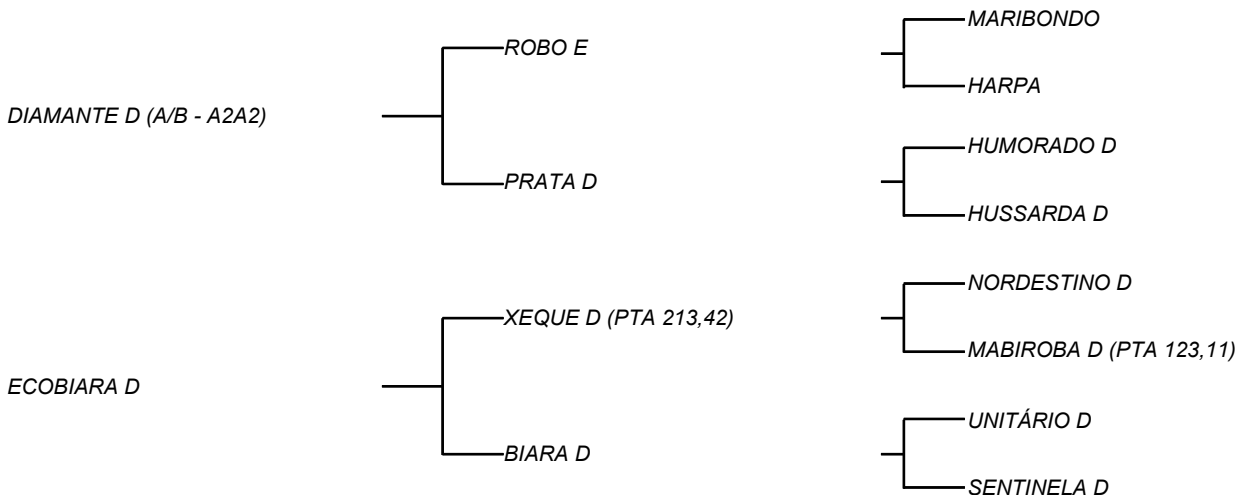 MARIBONDO
ROBO E
HARPA
DIAMANTE D (A/B - A2A2)
HUMORADO D
PRATA D
HUSSARDA D
NORDESTINO D
XEQUE D (PTA 213,42)
MABIROBA D (PTA 123,11)
ECOBIARA D
UNITÁRIO D
BIARA D
SENTINELA D